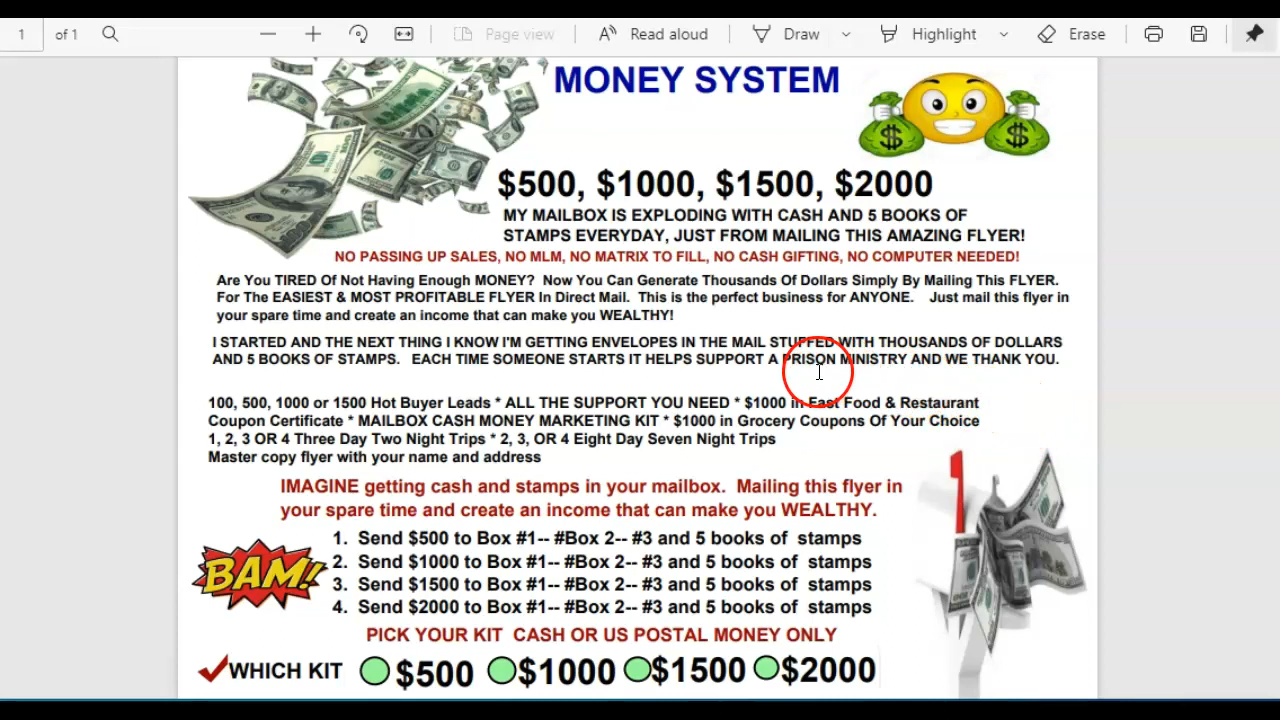 1 of 1 Page view Read aloud Draw Highlight Erase
MONEY SYSTEM
$500, $1000, $1500, $2000
MY MAILBOX IS EXPLODING WITH CASH AND 5 BOOKS OF
STAMPS EVERYDAY, JUST FROM MAILING THIS AMAZING FLYER!
NO PASSING UP SALES, NO MLM, NO MATRIX TO FILL, NO CASH GIFTING, NO COMPUTER NEEDED!
Are You TIRED Of Not Having Enough MONEY? Now You Can Generate Thousands Of Dollars Simply By Mailing This FLYER.
For The EASIEST & MOST PROFITABLE FLYER In Direct Mail. This is the perfect business for ANYONE. Just mail this flyer in
your spare time and create an income that can make you WEALTHY!
I STARTED AND THE NEXT THING I KNOW I'M GETTING ENVELOPES IN THE MAIL STUFFED WITH THOUSANDS OF DOLLARS
AND 5 BOOKS OF STAMPS. EACH TIME SOMEONE STARTS IT HELPS SUPPORT A PRISON MINISTRY AND WE THANK YOU.
100, 500, 1000 or 1500 Hot Buyer Leads * ALL THE SUPPORT YOU NEED * $1000 in Fast Food & Restaurant
Coupon Certificate * MAILBOX CASH MONEY MARKETING KIT * $1000 in Grocery Coupons Of Your Choice
1, 2, 3 OR 4 Three Day Two Night Trips * 2, 3, OR 4 Eight Day Seven Night Trips
Master copy flyer with your name and address
IMAGINE getting cash and stamps in your mailbox. Mailing this flyer in
your spare time and create an income that can make you WEALTHY.
1. Send $500 to Box #1-- #Box 2-- #3 and 5 books of stamps
2. Send $1000 to Box #1-- #Box 2-- #3 and 5 books of stamps
3. Send $1500 to Box #1-- #Box 2-- #3 and 5 books of stamps
4. Send $2000 to Box #1-- #Box 2-- #3 and 5 books of stamps
BAM!
PICK YOUR KIT CASH OR US POSTAL MONEY ONLY
WHICH KIT $500 $1000 $1500 $2000